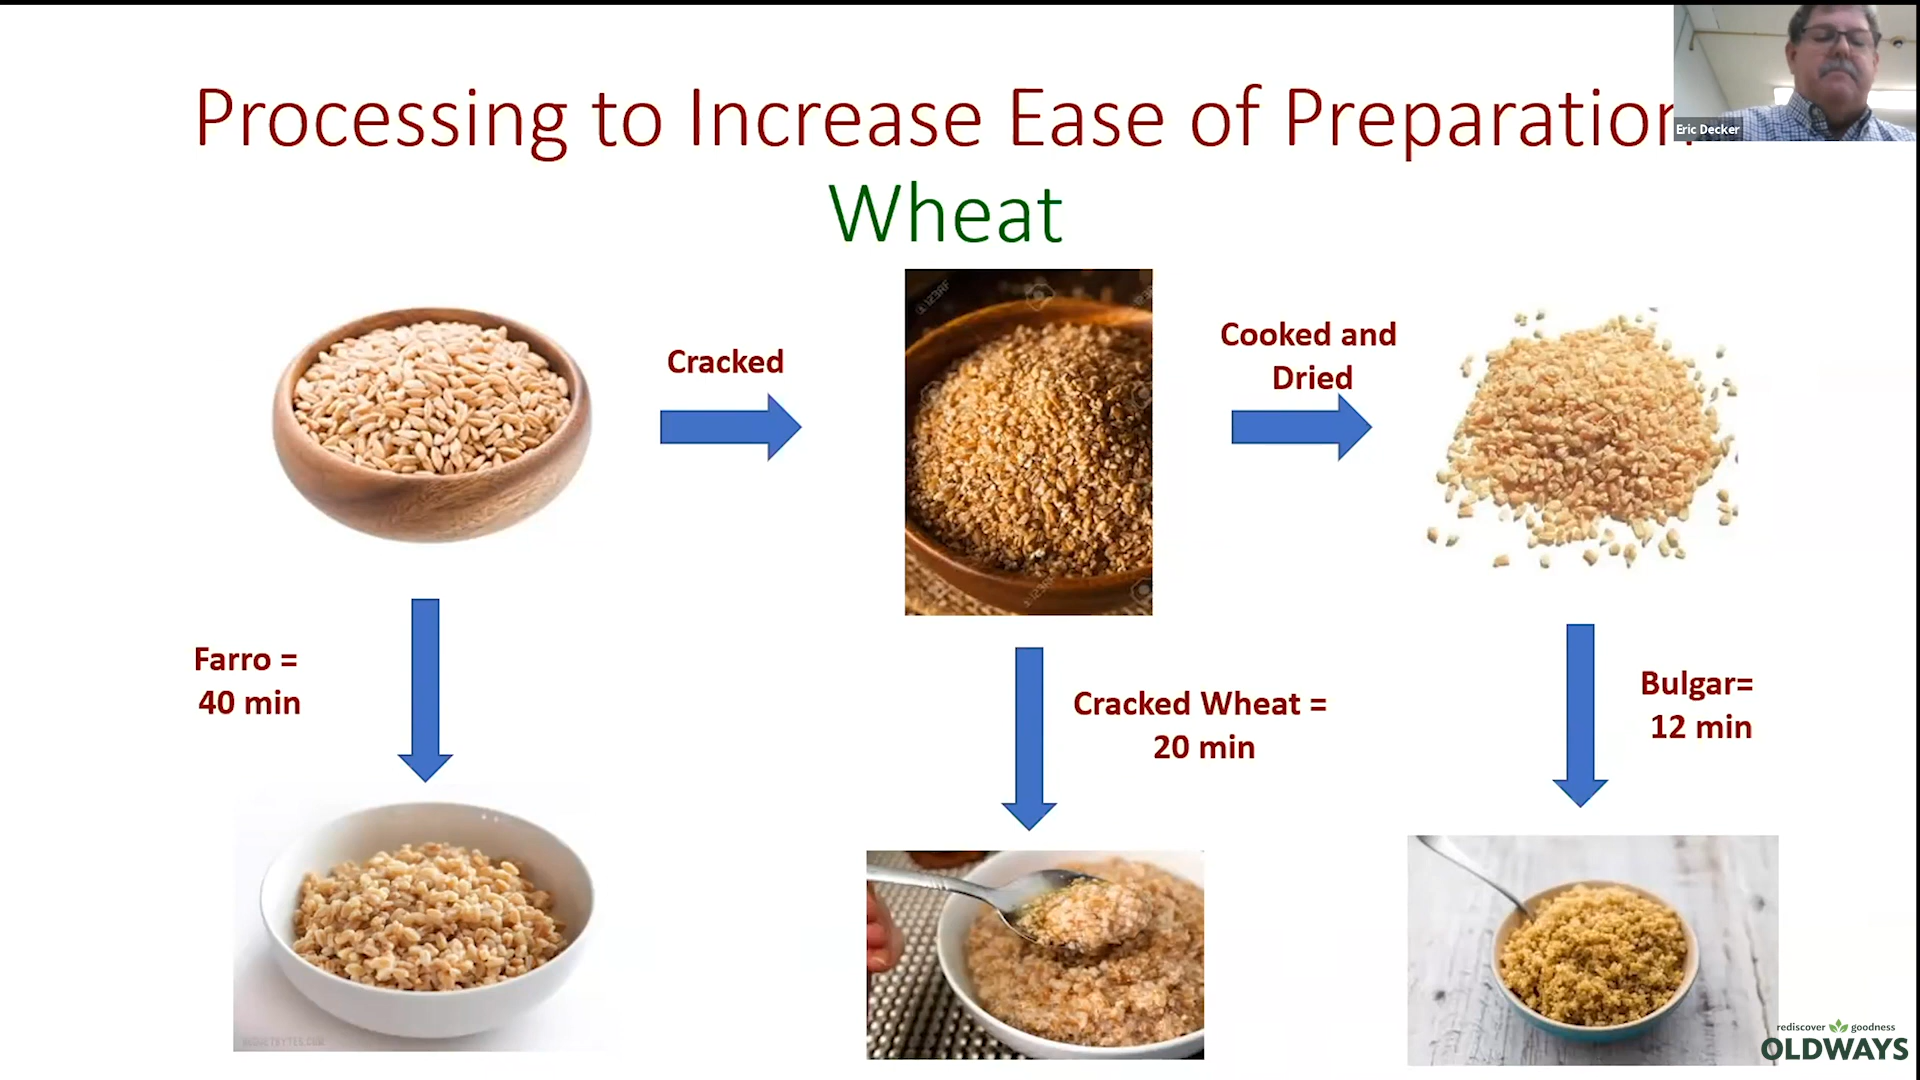 Processing to Increase Ease of Preparation
Wheat
Eric Decker
Cracked
Cooked and
Dried
Farro =
40 min
Cracked Wheat =
20 min
Bulgar=
12 min
123RF
rediscover goodness
OLDWAYS